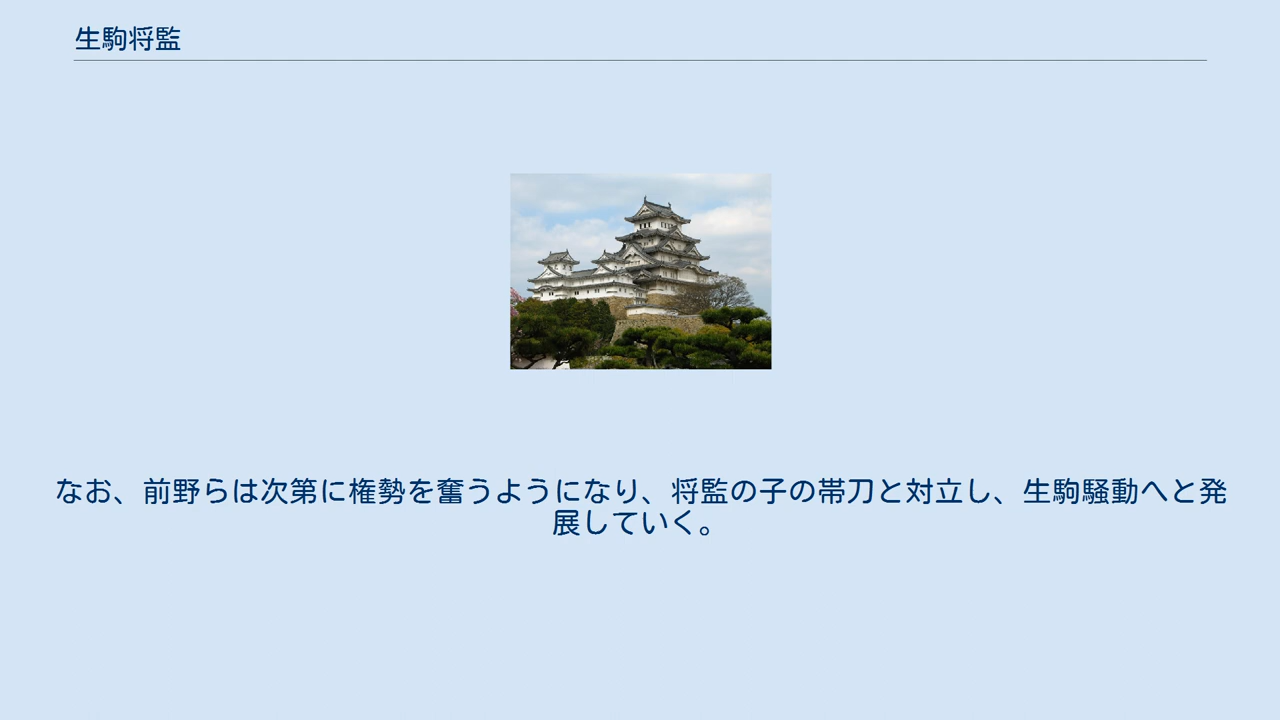 生駒将監
なお、前野らは次第に権勢を奮うようになり、将監の子の帯刀と対立し、生駒騒動へと発
展していく。